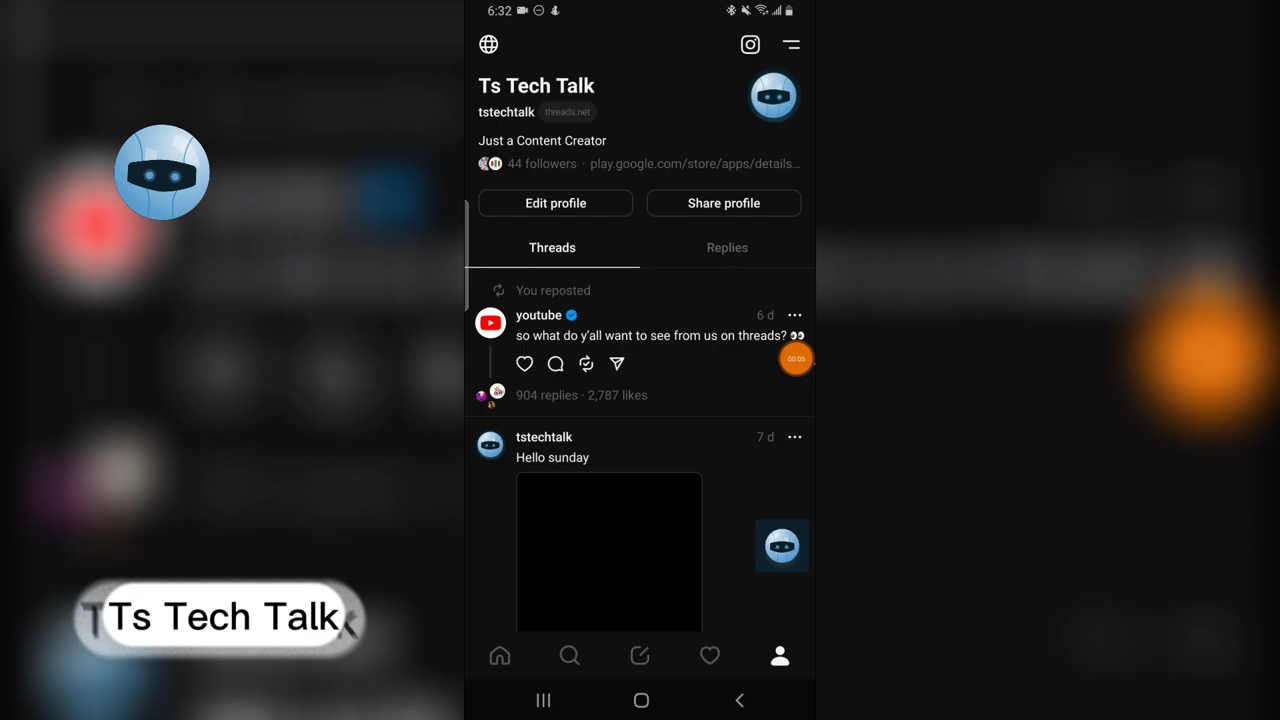 6:32
Ts Tech Talk
tstechtalk threads.net
Just a Content Creator
44 followers · play.google.com/store/apps/details...
Edit profile Share profile
Threads Replies
You reposted
youtube 6 d
so what do y'all want to see from us on threads? 👀
00:05
904 replies · 2,787 likes
tstechtalk 7 d
Hello sunday
Ts Tech Talk